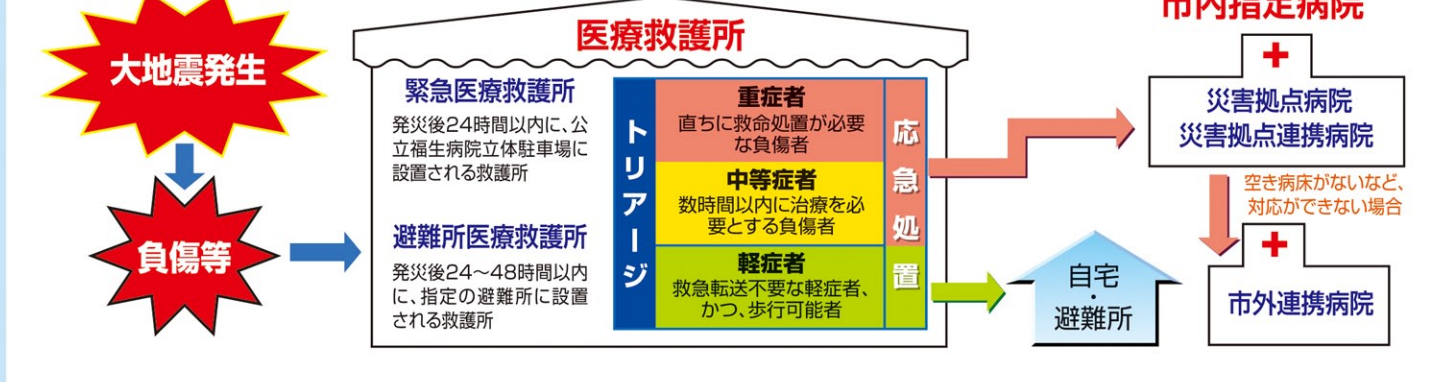 大地震発生
負傷等
医療救護所
緊急医療救護所
発災後24時間以内に、公
立福生病院立体駐車場に
設置される救護所
避難所医療救護所
発災後24〜48時間以内
に、指定の避難所に設置
される救護所
トリアージ
重症者
直ちに救命処置が必要
な負傷者
中等症者
数時間以内に治療を必
要とする負傷者
軽症者
救急転送不要な軽症者、
かつ、歩行可能者
応急処置
市内指定病院
災害拠点病院
災害拠点連携病院
空き病床がないなど、
対応ができない場合
自宅
・
避難所
市外連携病院